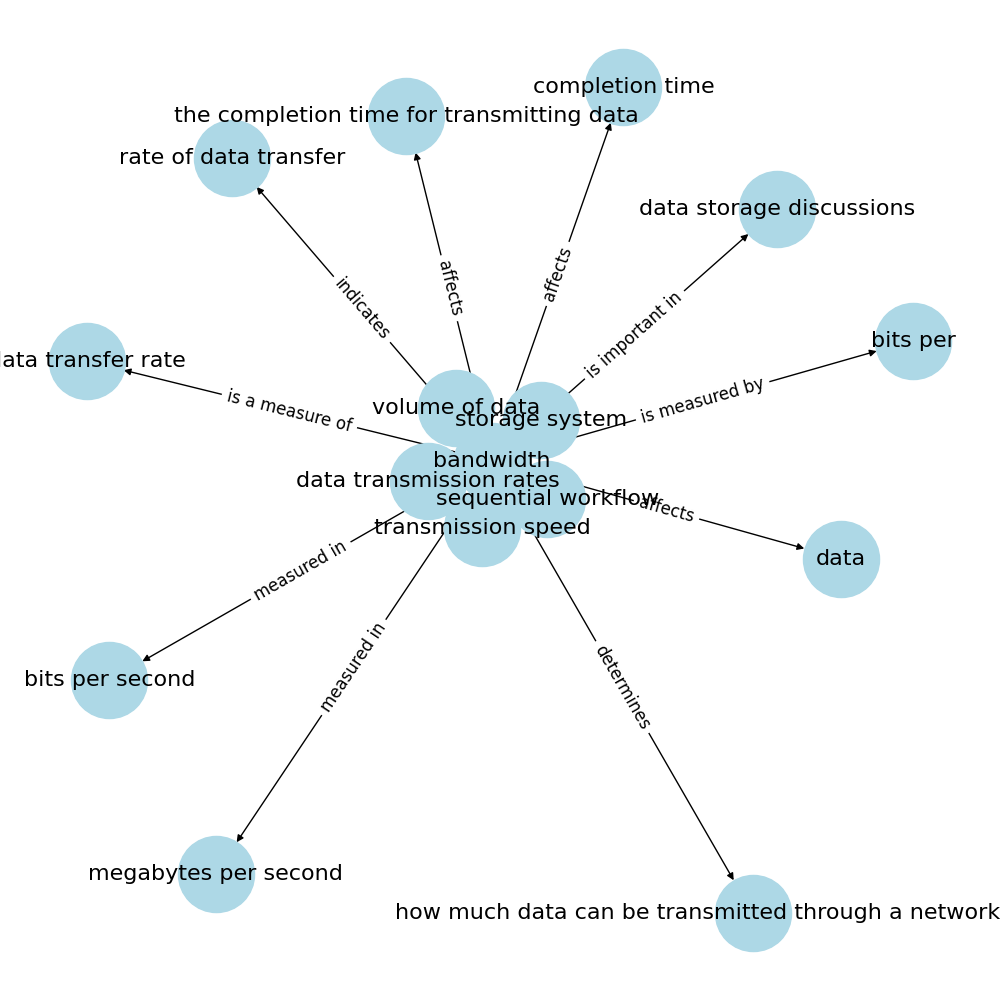 completion time
the completion time for transmitting data
rate of data transfer
data storage discussions
affects
affects
indicates
is important in
bits per
data transfer rate
is a measure of
is measured by
volume of data
storage system
bandwidth
data transmission rates
sequential workflow
affects
transmission speed
data
measured in
measured in
determines
bits per second
megabytes per second
how much data can be transmitted through a network